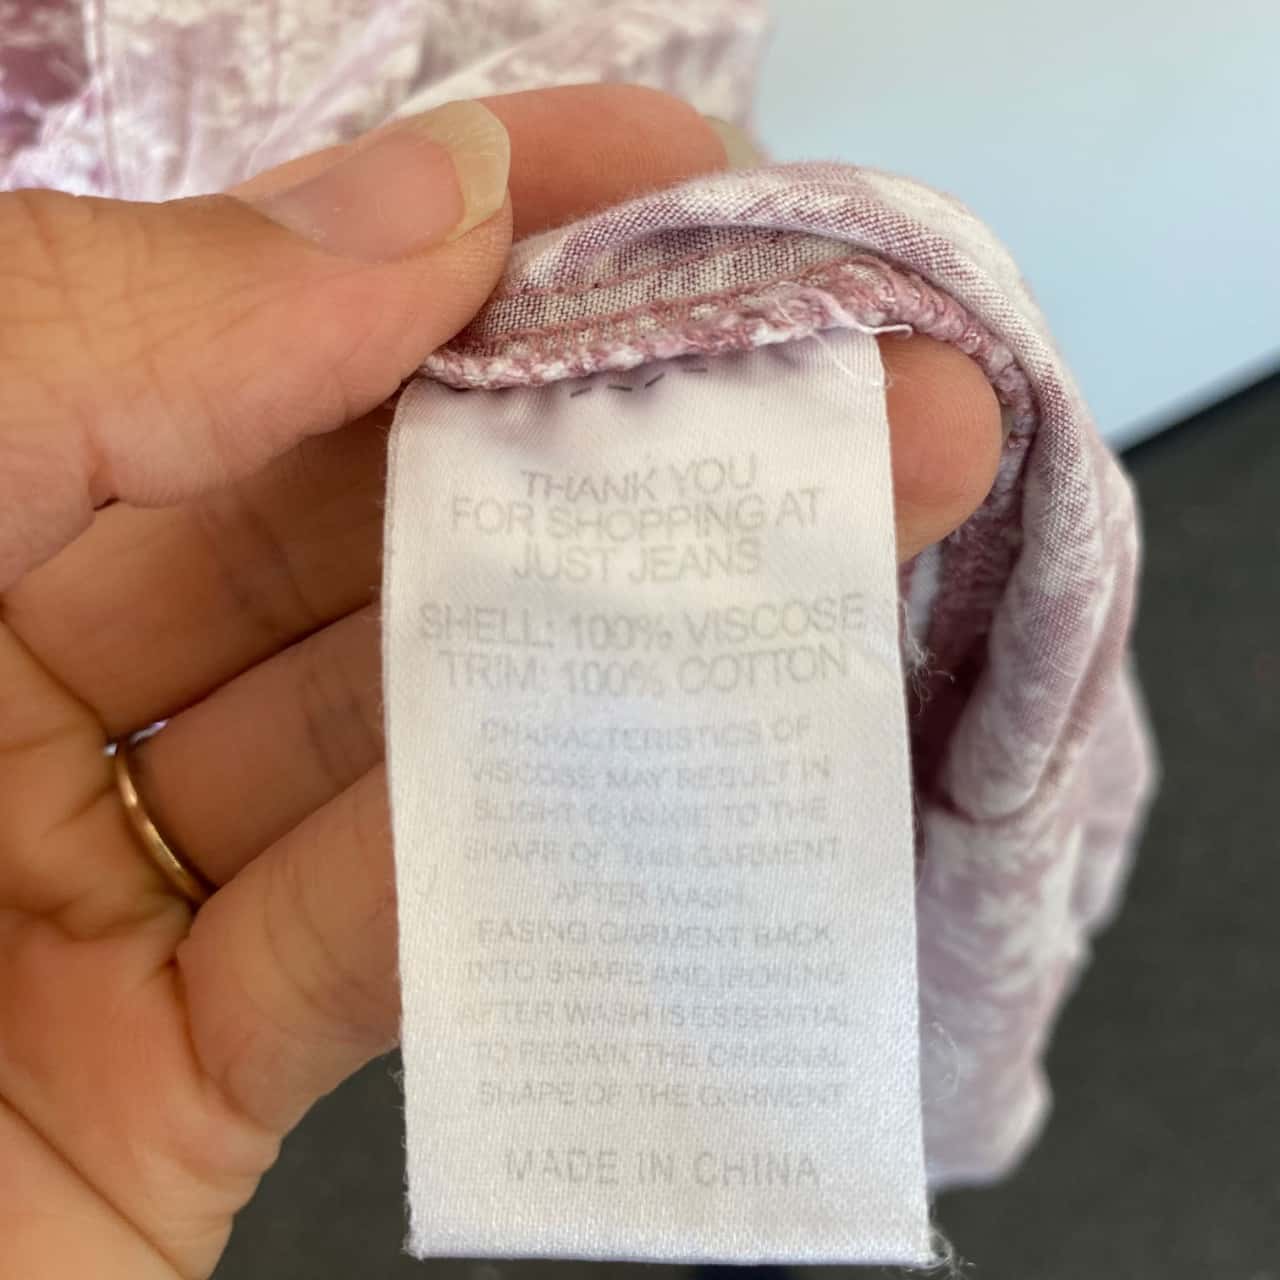 THANK YOU
FOR SHOPPING AT
JUST JEANS
SHELL: 100% VISCOSE
TRIM: 100% COTTON
CHARACTERISTICS OF
VISCOSE MAY RESULT IN
SLIGHT CHANGE TO THE
SHAPE OF THIS GARMENT
AFTER WASH.
EASING GARMENT BACK
INTO SHAPE AND IRONING
AFTER WASH IS ESSENTIAL
TO REGAIN THE ORIGINAL
SHAPE OF THE GARMENT
MADE IN CHINA